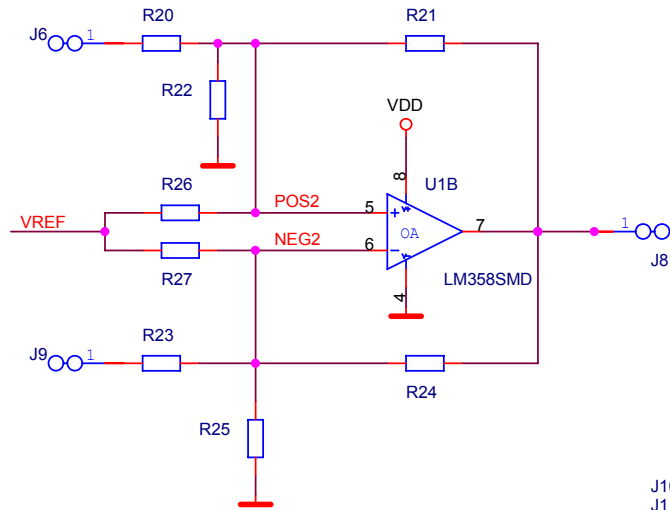 R20
R21
J6
1
R22
VDD
8
U1B
R26
POS2
5
VREF
7
1
OA
NEG2
6
J8
R27
LM358SMD
4
R23
J9
1
R24
R25
J1